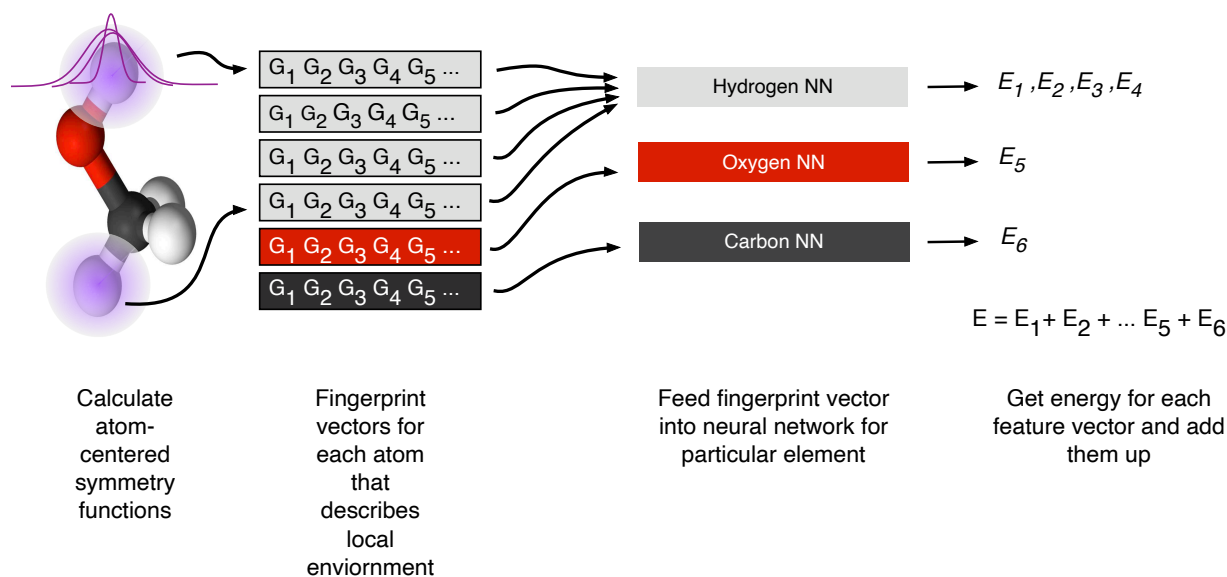 G1 G2 G3 G4 G5 ...
G1 G2 G3 G4 G5 ...
G1 G2 G3 G4 G5 ...
G1 G2 G3 G4 G5 ...
G1 G2 G3 G4 G5 ...
G1 G2 G3 G4 G5 ...
Hydrogen NN
Oxygen NN
Carbon NN
E1 ,E2 ,E3 ,E4
E5
E6
E = E1+ E2 + ... E5 + E6
Calculate
atom-
centered
symmetry
functions
Fingerprint
vectors for
each atom
that
describes
local
enviornment
Feed fingerprint vector
into neural network for
particular element
Get energy for each
feature vector and add
them up